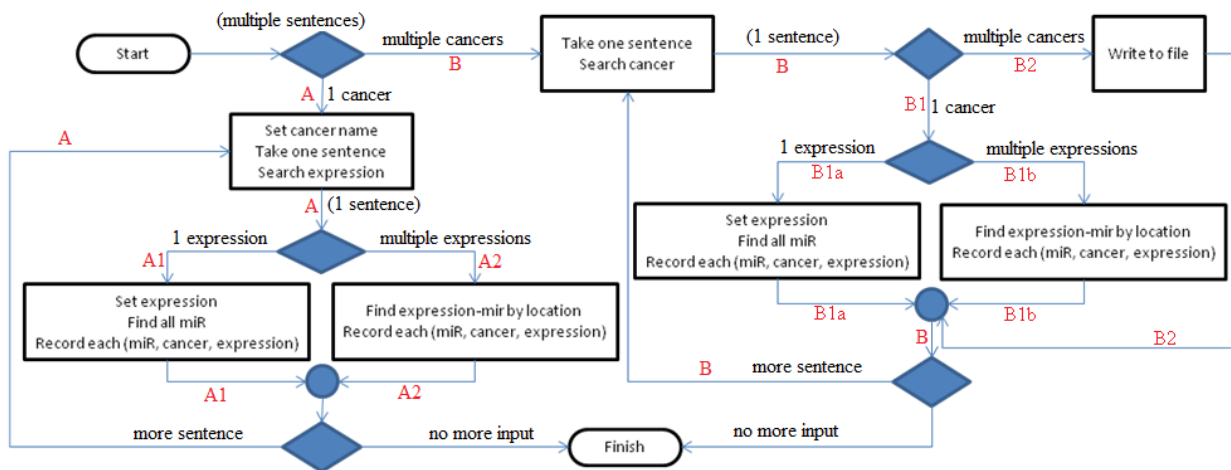 (multiple sentences)
Start
multiple cancers
B
Take one sentence
Search cancer
(1 sentence)
B
multiple cancers
B2
Write to file
A
1 cancer
B1
1 cancer
A
Set cancer name
Take one sentence
Search expression
1 expression
B1a
multiple expressions
B1b
A
(1 sentence)
Set expression
Find all miR
Record each (miR, cancer, expression)
Find expression-mir by location
Record each (miR, cancer, expression)
1 expression
A1
multiple expressions
A2
Set expression
Find all miR
Record each (miR, cancer, expression)
Find expression-mir by location
Record each (miR, cancer, expression)
B1a
B1b
B
B2
B
more sentence
A1
A2
more sentence
no more input
Finish
no more input